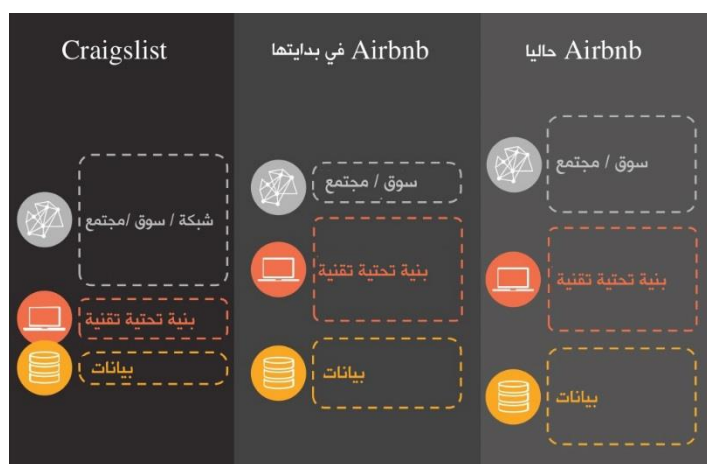 Airbnb حاليا
سوق / مجتمع
بنية تحتية تقنية
بيانات
Airbnb في بدايتها
سوق / مجتمع
بنية تحتية تقنية
بيانات
Craigslist
شبكة / سوق /مجتمع
بنية تحتية تقنية
بيانات